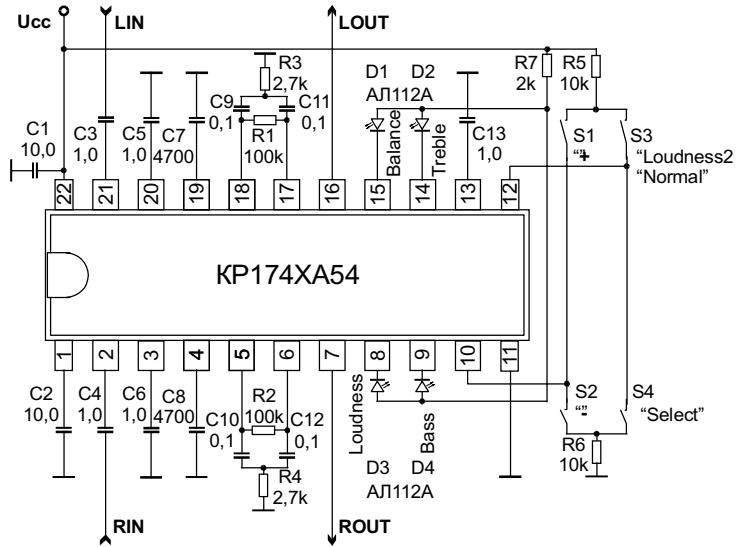 Ucc
LIN
LOUT
C1
10,0
C3
1,0
C5
1,0
C7
4700
C9
0,1
R3
2,7k
C11
0,1
R1
100k
D1
D2
АЛ112А
Balance
Treble
C13
1,0
R7
2k
R5
10k
S1
"+"
S3
"Loudness2
"Normal"
22
21
20
19
18
17
16
15
14
13
12
КР174ХА54
1
2
3
4
5
6
7
8
9
10
11
C2
10,0
C4
1,0
C6
1,0
C8
4700
C10
0,1
R2
100k
C12
0,1
R4
2,7k
Loudness
Bass
D3
D4
АЛ112А
S2
"-"
S4
"Select"
R6
10k
RIN
ROUT